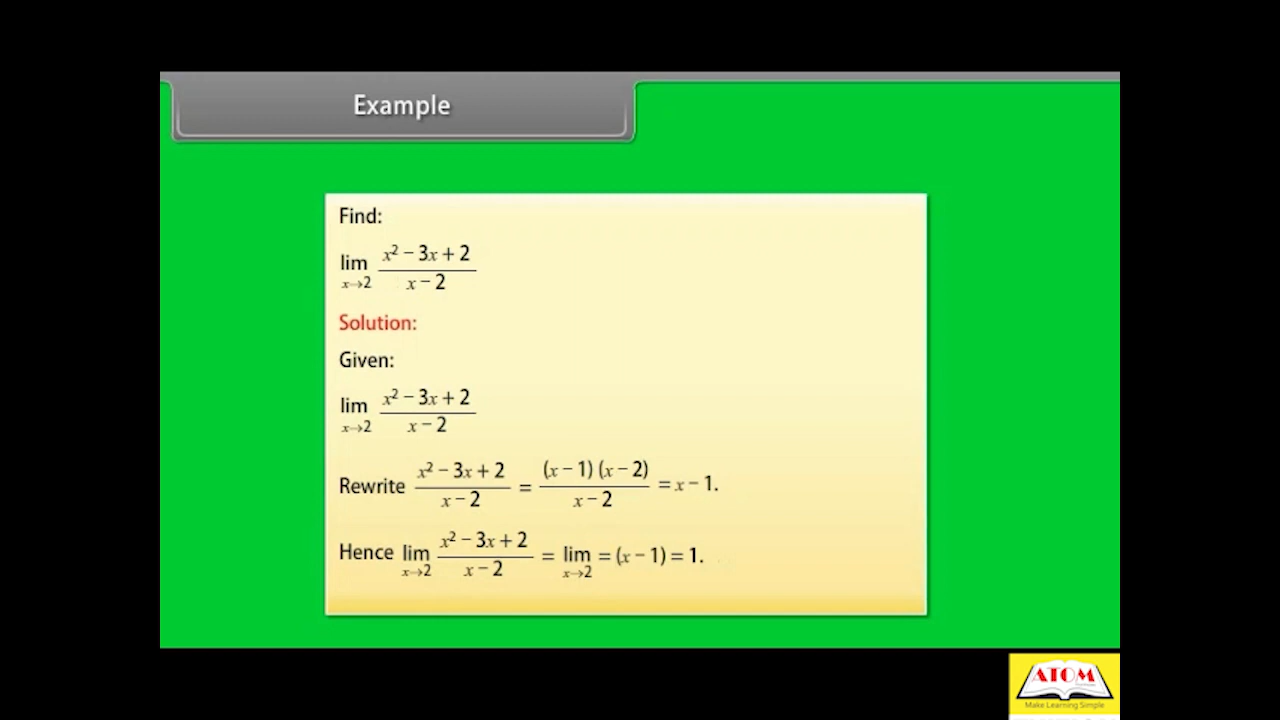 Example
Find:
lim x→2 (x² − 3x + 2)/(x − 2)
Solution:
Given:
lim x→2 (x² − 3x + 2)/(x − 2)
Rewrite (x² − 3x + 2)/(x − 2) = (x − 1) (x − 2)/(x − 2) = x − 1.
Hence lim x→2 (x² − 3x + 2)/(x − 2) = lim x→2 = (x − 1) = 1.
ATOM
Make Learning Simple